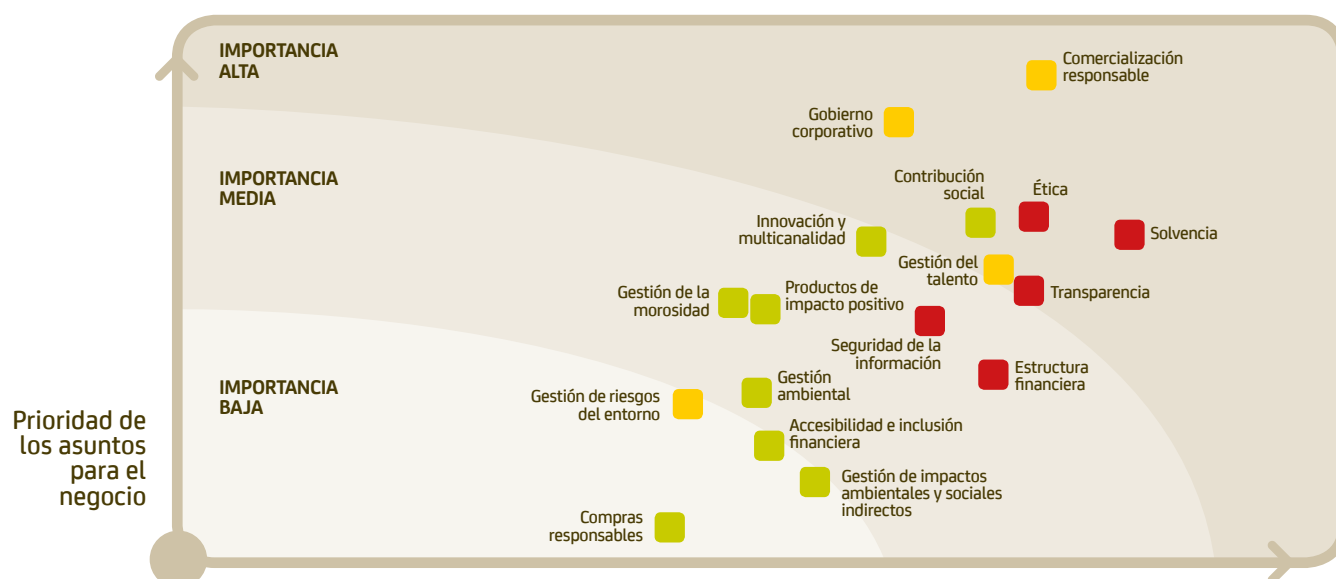 IMPORTANCIA
ALTA
Comercialización
responsable
Gobierno
corporativo
IMPORTANCIA
MEDIA
Contribución
social
Ética
Innovación y
multicanalidad
Solvencia
Gestión del
talento
Gestión de la
morosidad
Productos de
impacto positivo
Transparencia
Seguridad de la
información
Estructura
financiera
IMPORTANCIA
BAJA
Gestión de riesgos
del entorno
Gestión
ambiental
Prioridad de
los asuntos
para el
negocio
Accesibilidad e inclusión
financiera
Gestión de impactos
ambientales y sociales
indirectos
Compras
responsables